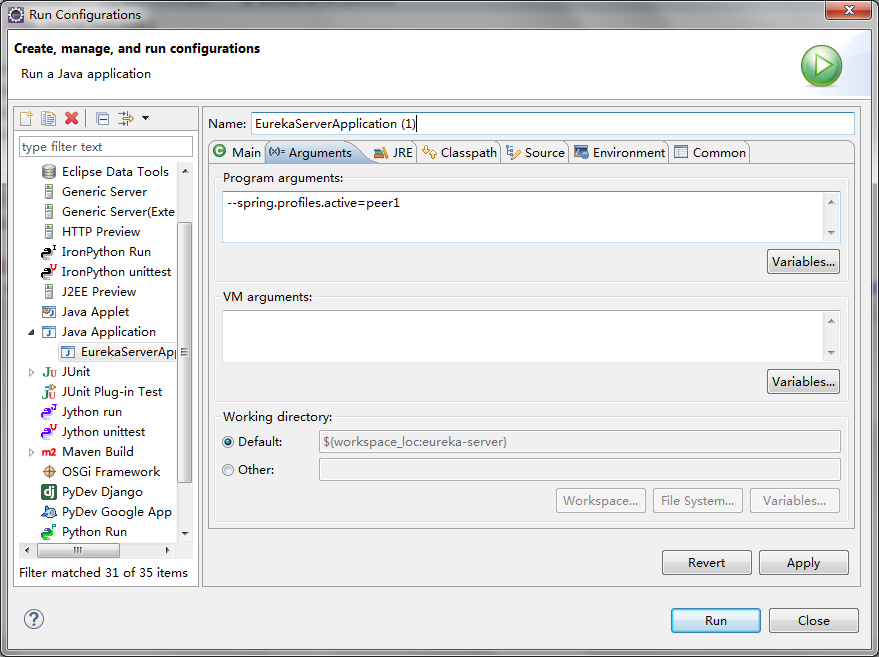 Run Configurations
Create, manage, and run configurations
Run a Java application
type filter text
Eclipse Data Tools
Generic Server
Generic Server(Exte
HTTP Preview
IronPython Run
IronPython unittest
J2EE Preview
Java Applet
Java Application
EurekaServerApp
JUnit
JUnit Plug-in Test
Jython run
Jython unittest
Maven Build
OSGi Framework
PyDev Django
PyDev Google App
Python Run
Filter matched 31 of 35 items
Name: EurekaServerApplication (1)
Main (x)= Arguments JRE Classpath Source Environment Common
Program arguments:
--spring.profiles.active=peer1
Variables...
VM arguments:
Variables...
Working directory:
Default: ${workspace_loc:eureka-server}
Other:
Workspace... File System... Variables...
Revert Apply
Run Close